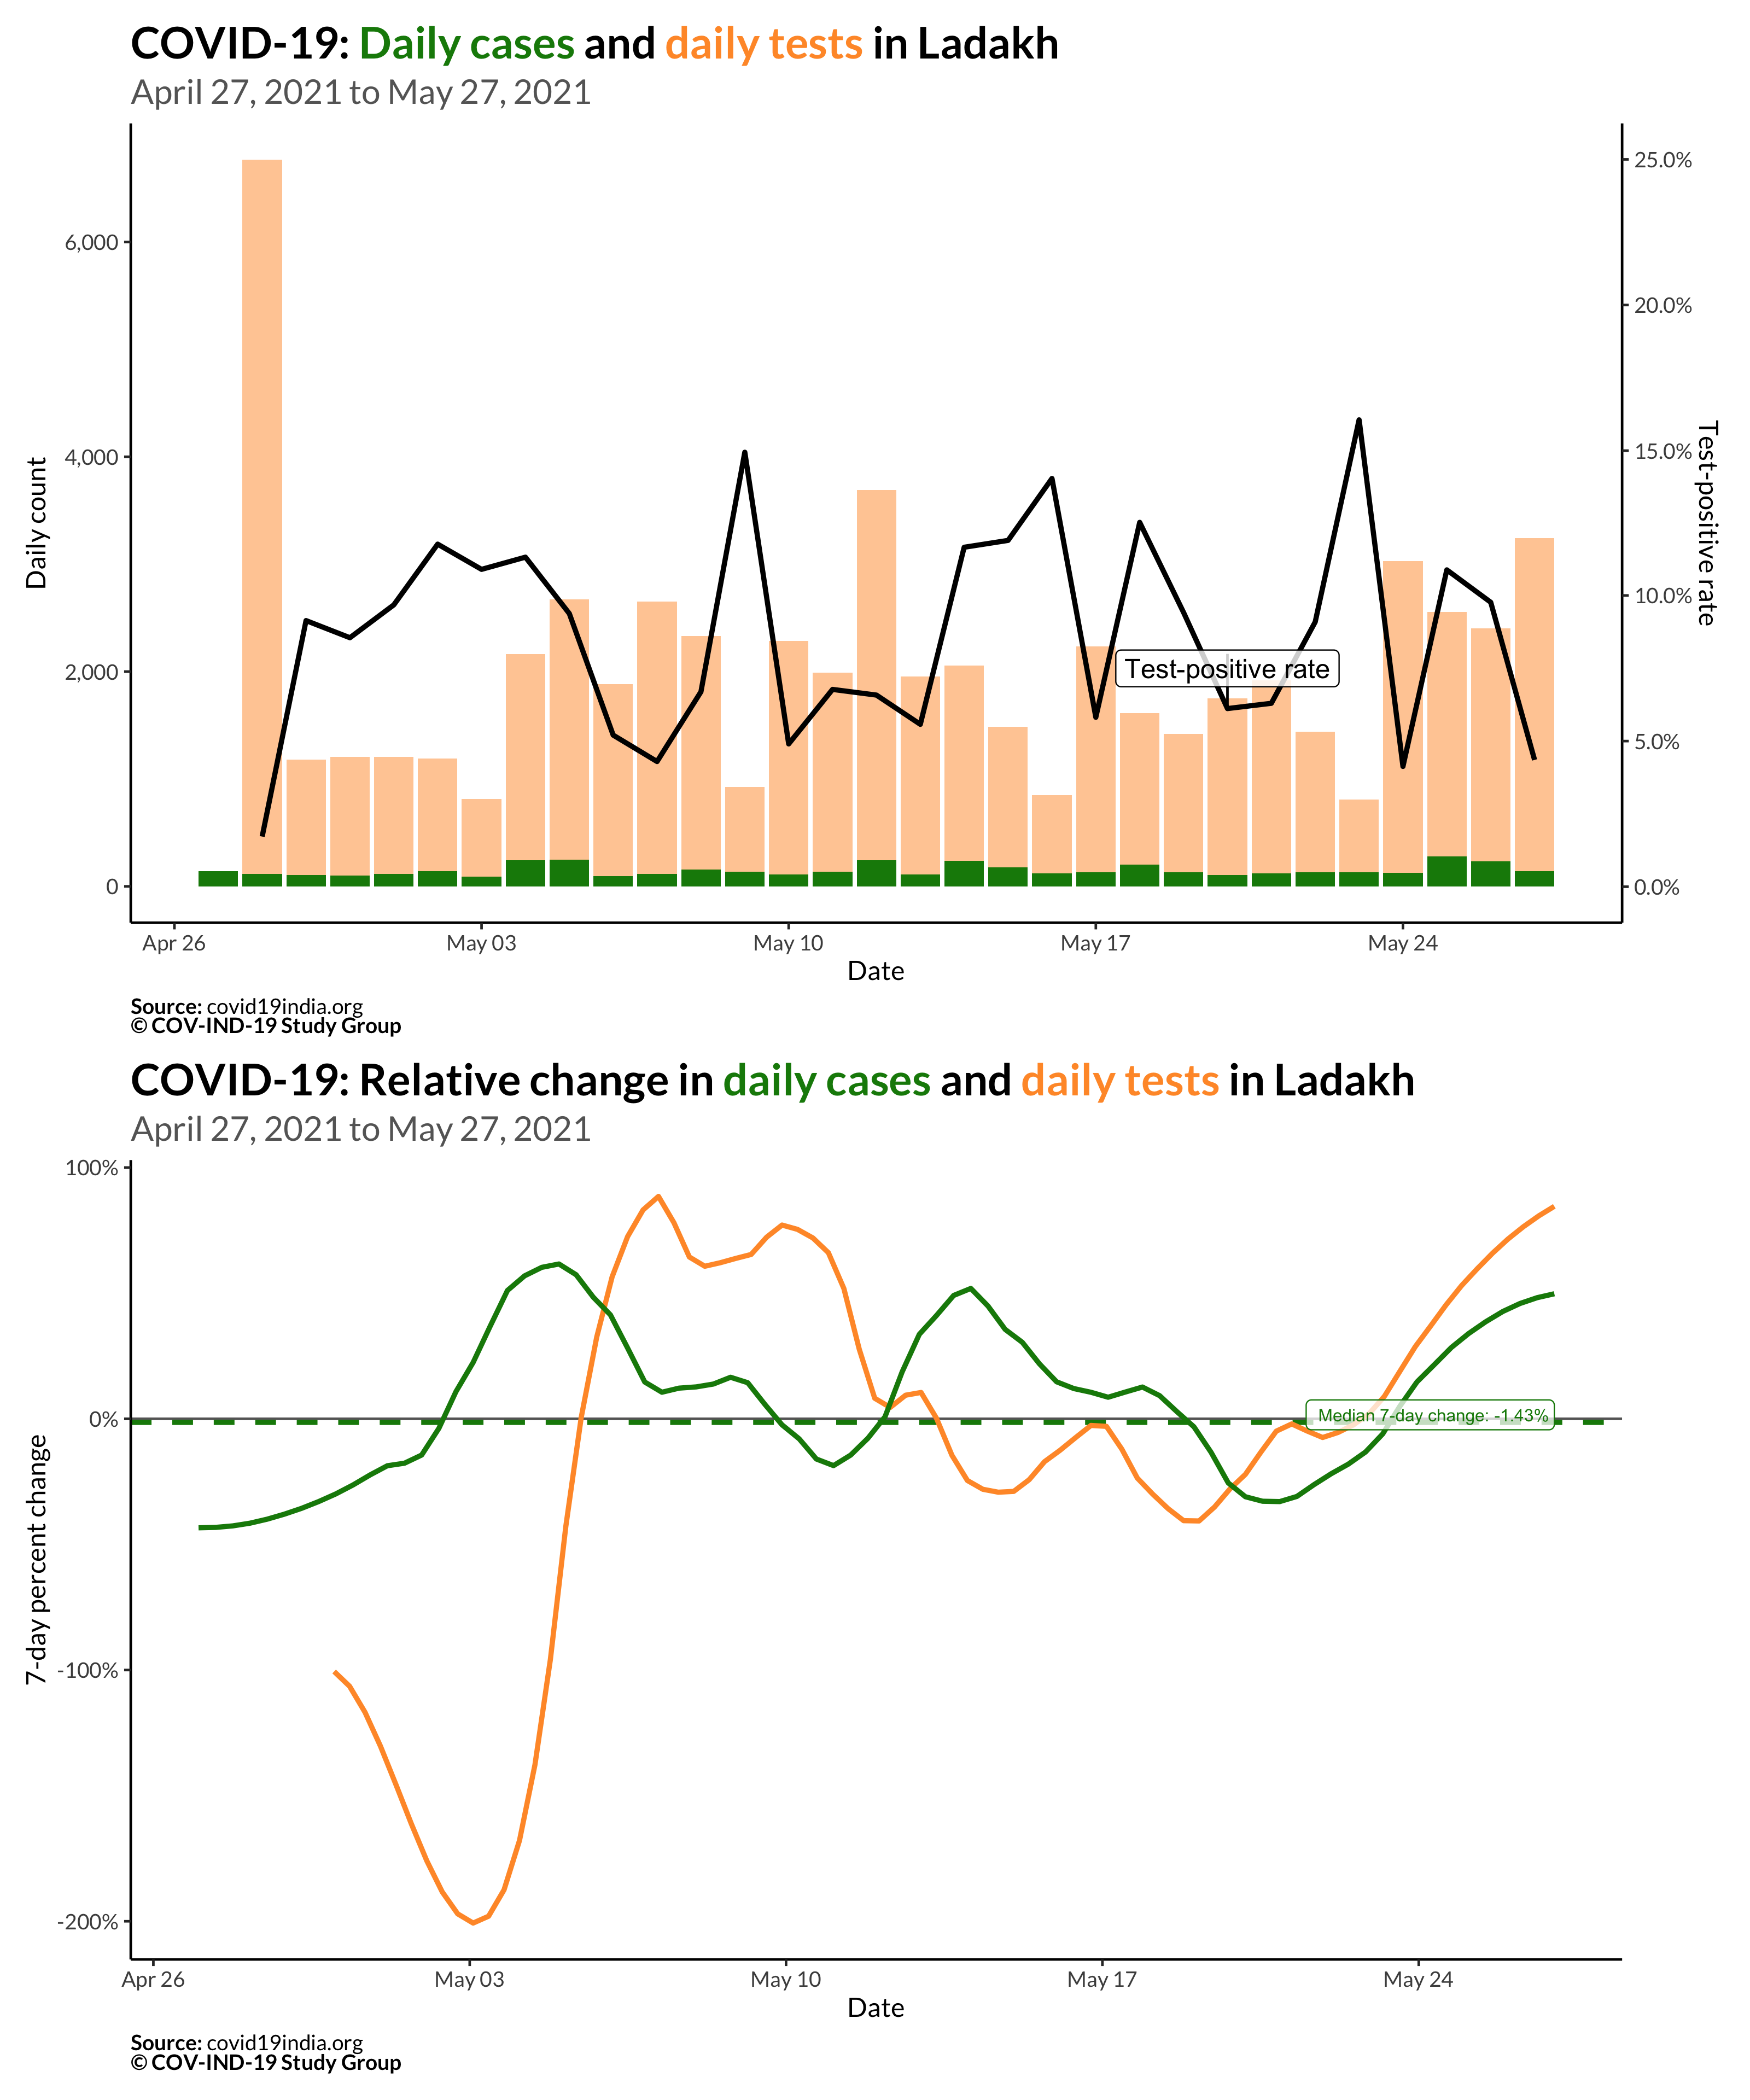 COVID-19: Daily cases and daily tests in Ladakh
April 27, 2021 to May 27, 2021
25.0%
6,000
20.0%
4,000
15.0%
Daily count
Test-positive rate
10.0%
2,000
Test-positive rate
5.0%
0
0.0%
Apr 26
May 03
May 10
May 17
May 24
Date
Source: covid19india.org
© COV-IND-19 Study Group
COVID-19: Relative change in daily cases and daily tests in Ladakh
April 27, 2021 to May 27, 2021
100%
0%
Median 7-day change: -1.43%
7-day percent change
-100%
-200%
Apr 26
May 03
May 10
May 17
May 24
Date
Source: covid19india.org
© COV-IND-19 Study Group